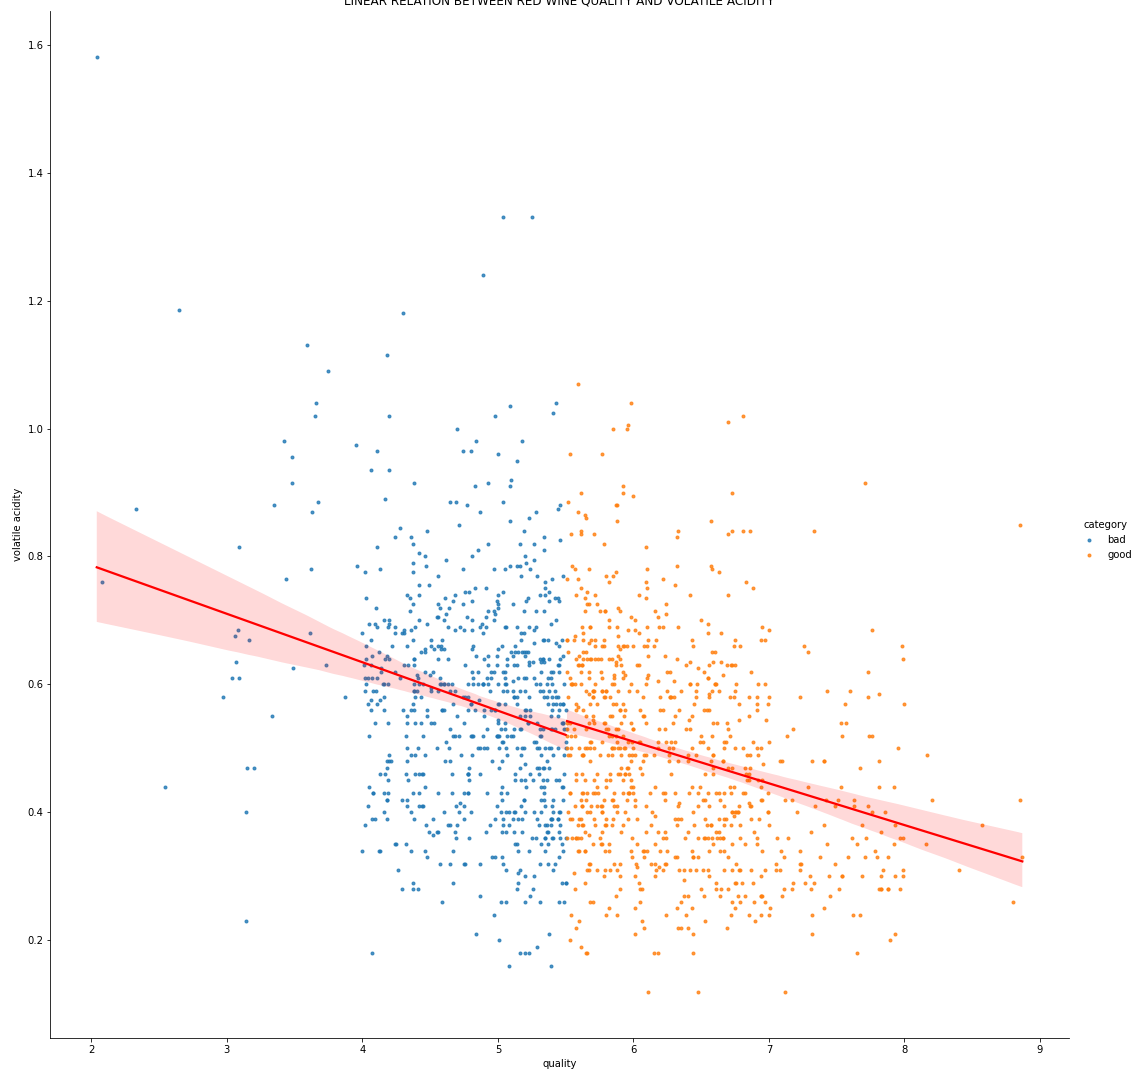 LINEAR RELATION BETWEEN RED WINE QUALITY AND VOLATILE ACIDITY
1.6
1.4
1.2
1.0
0.8
0.6
0.4
0.2
volatile acidity
category
bad
good
2 3 4 5 6 7 8 9
quality